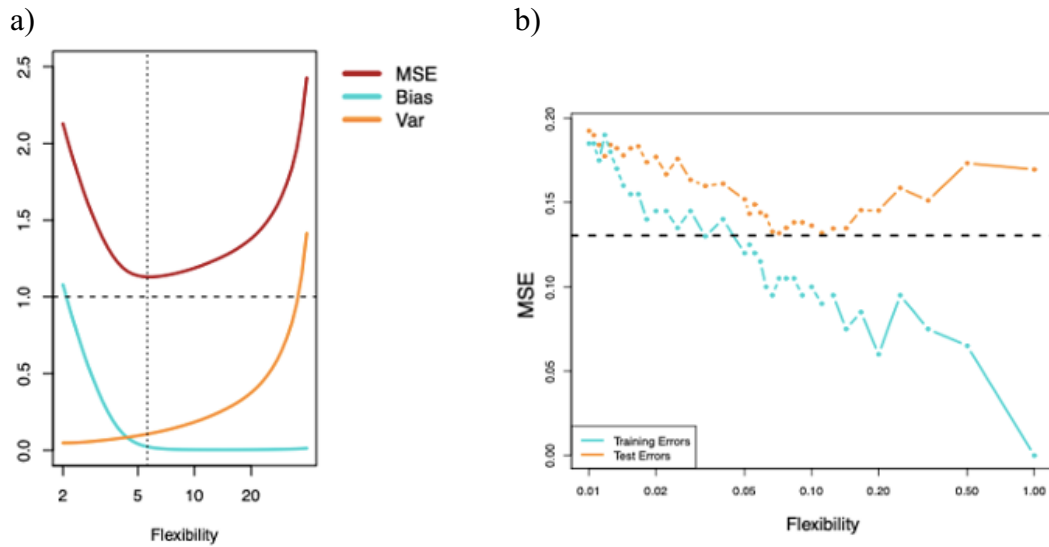 a)
2.5
2.0
1.5
1.0
0.5
0.0
2 5 10 20
Flexibility
MSE
Bias
Var
b)
0.20
0.15
0.10
0.05
0.00
MSE
Training Errors
Test Errors
0.01 0.02 0.05 0.10 0.20 0.50 1.00
Flexibility